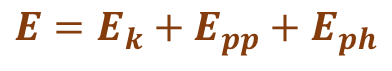 E = E_k + E_pp + E_ph